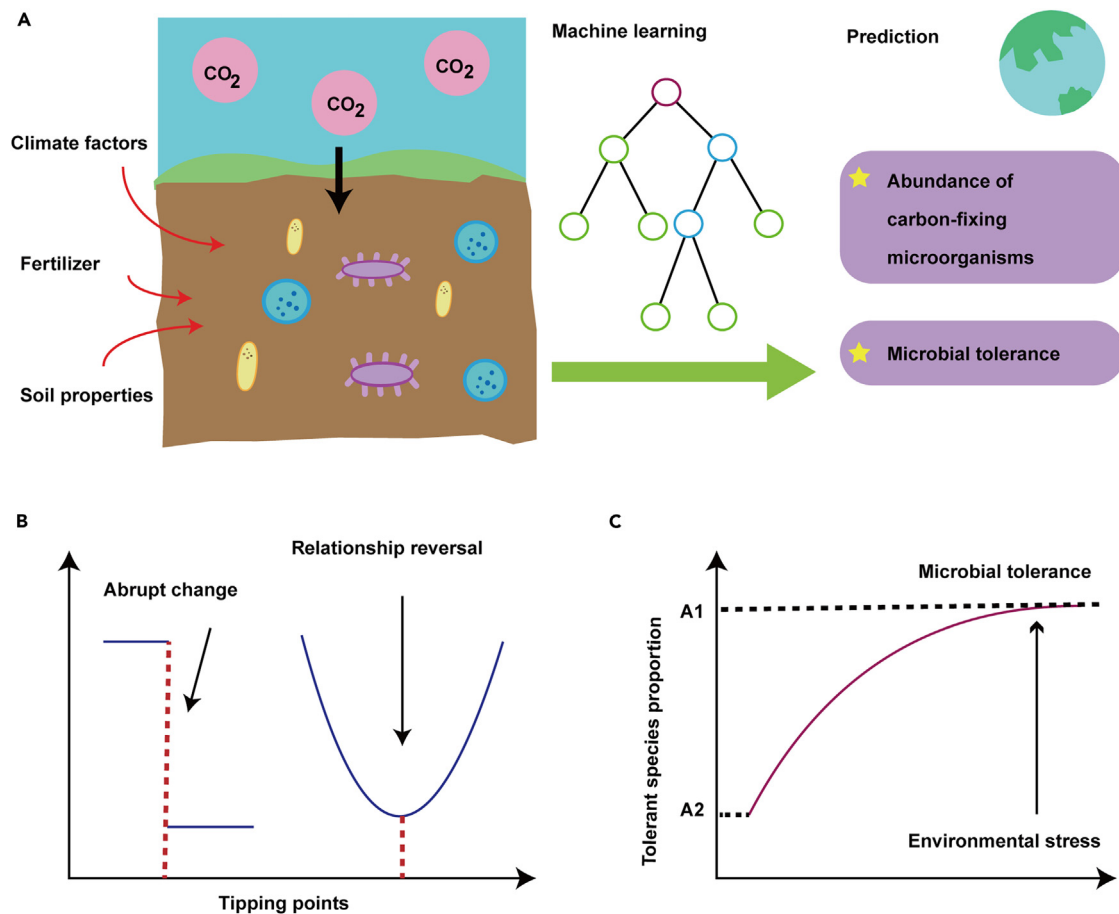 A
CO2
CO2
CO2
Climate factors
Fertilizer
Soil properties
Machine learning
Prediction
Abundance of
carbon-fixing
microorganisms
Microbial tolerance
B
Abrupt change
Relationship reversal
Tipping points
C
Tolerant species proportion
A1
A2
Microbial tolerance
Environmental stress